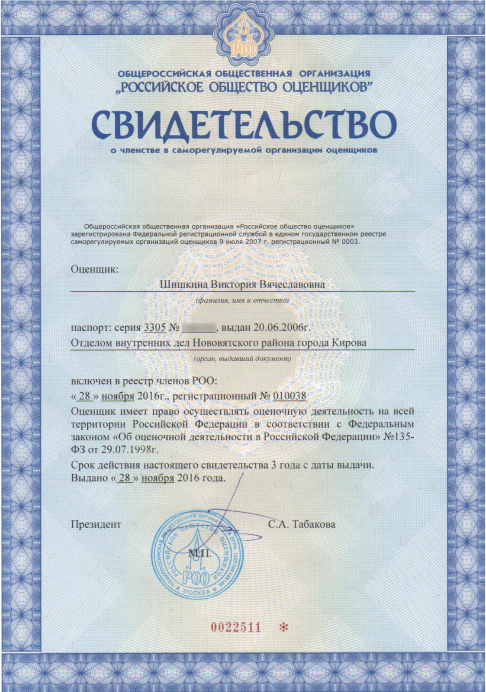 РОО
ОБЩЕРОССИЙСКАЯ ОБЩЕСТВЕННАЯ ОРГАНИЗАЦИЯ
„РОССИЙСКОЕ ОБЩЕСТВО ОЦЕНЩИКОВ”
СВИДЕТЕЛЬСТВО
о членстве в саморегулируемой организации оценщиков
Общероссийская общественная организация «Российское общество оценщиков»
зарегистрирована Федеральной регистрационной службой в едином государственном реестре
саморегулируемых организаций оценщиков 9 июля 2007 г. регистрационный № 0003.
Оценщик:
Шишкина Виктория Вячеславовна
(фамилия, имя и отчество)
паспорт: серия 3305 № , выдан 20.06.2006г.
Отделом внутренних дел Нововятского района города Кирова
(орган, выдавший документ)
включен в реестр членов РОО:
« 28 » ноября 2016г., регистрационный № 010038
Оценщик имеет право осуществлять оценочную деятельность на всей
территории Российской Федерации в соответствии с Федеральным
законом «Об оценочной деятельности в Российской Федерации» №135-
ФЗ от 29.07.1998г.
Срок действия настоящего свидетельства 3 года с даты выдачи.
Выдано « 28 » ноября 2016 года.
Президент С.А. Табакова
М.П.
РОССИЙСКОЕ ОБЩЕСТВО ОЦЕНЩИКОВ
РОО
МОСКВА
0022511 *